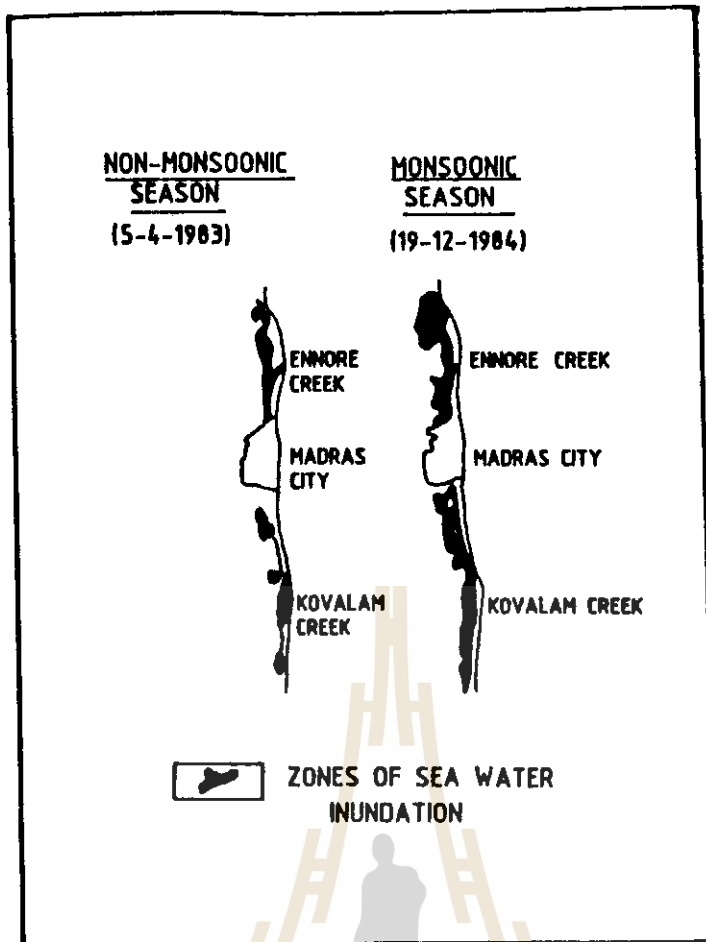 NON-MONSOONIC
SEASON
(5-4-1983)
MONSOONIC
SEASON
(19-12-1984)
ENNORE
CREEK
MADRAS
CITY
KOVALAM
CREEK
ENNORE CREEK
MADRAS CITY
KOVALAM CREEK
ZONES OF SEA WATER
INUNDATION